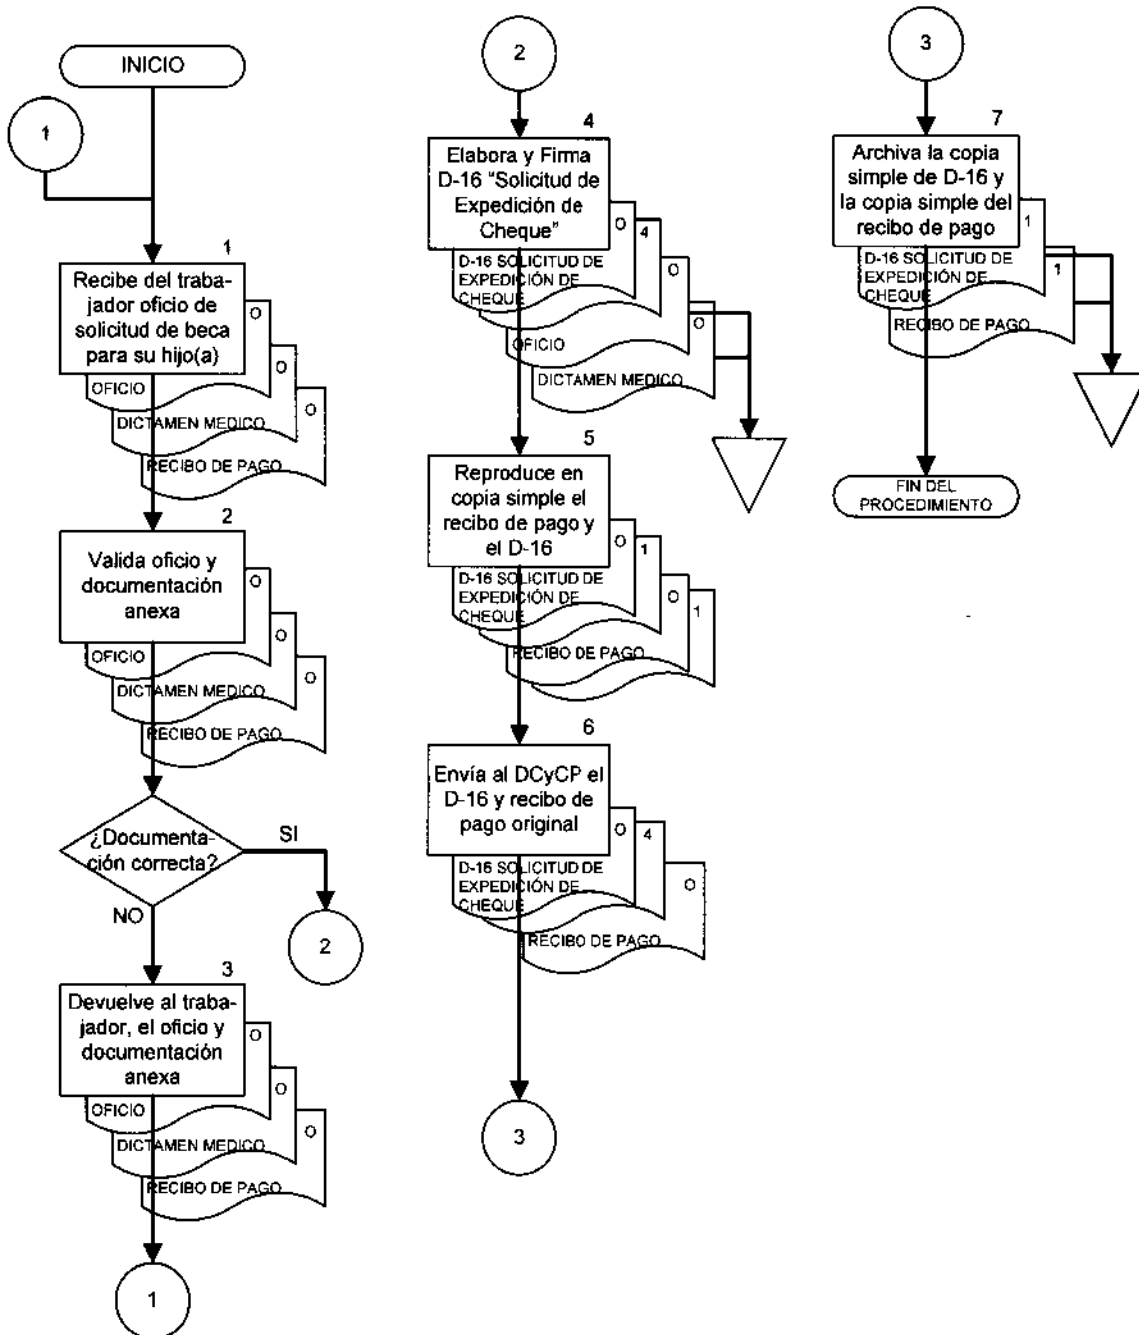 INICIO
1
1
Recibe del traba-
jador oficio de
solicitud de beca
para su hijo(a)
O
OFICIO
O
DICTAMEN MEDICO
O
RECIBO DE PAGO
2
Valida oficio y
documentación
anexa
O
OFICIO
O
DICTAMEN MEDICO
O
RECIBO DE PAGO
¿Documenta-
ción correcta?
SI
2
NO
3
Devuelve al traba-
jador, el oficio y
documentación
anexa
O
OFICIO
O
DICTAMEN MEDICO
O
RECIBO DE PAGO
1
2
4
Elabora y Firma
D-16 "Solicitud de
Expedición de
Cheque"
O
4
D-16 SOLICITUD DE
EXPEDICIÓN DE
CHEQUE
O
OFICIO
O
DICTAMEN MEDICO
5
Reproduce en
copia simple el
recibo de pago y
el D-16
O
1
D-16 SOLICITUD DE
EXPEDICIÓN DE
CHEQUE
O
1
RECIBO DE PAGO
6
Envía al DCyCP el
D-16 y recibo de
pago original
O
4
D-16 SOLICITUD DE
EXPEDICIÓN DE
CHEQUE
O
RECIBO DE PAGO
3
3
7
Archiva la copia
simple de D-16 y
la copia simple del
recibo de pago
1
D-16 SOLICITUD DE
EXPEDICIÓN DE
CHEQUE
1
RECIBO DE PAGO
FIN DEL
PROCEDIMIENTO